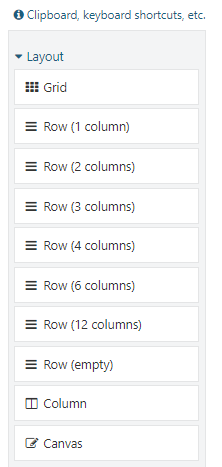 Clipboard, keyboard shortcuts, etc.
Layout
Grid
Row (1 column)
Row (2 columns)
Row (3 columns)
Row (4 columns)
Row (6 columns)
Row (12 columns)
Row (empty)
Column
Canvas